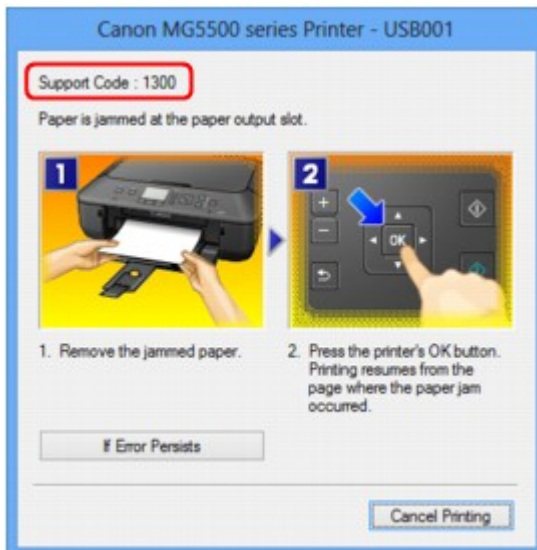 Canon MG5500 series Printer - USB001
Support Code : 1300
Paper is jammed at the paper output slot.
1
2
+
-
OK
1. Remove the jammed paper.
2. Press the printer's OK button.
Printing resumes from the
page where the paper jam
occurred.
If Error Persists
Cancel Printing